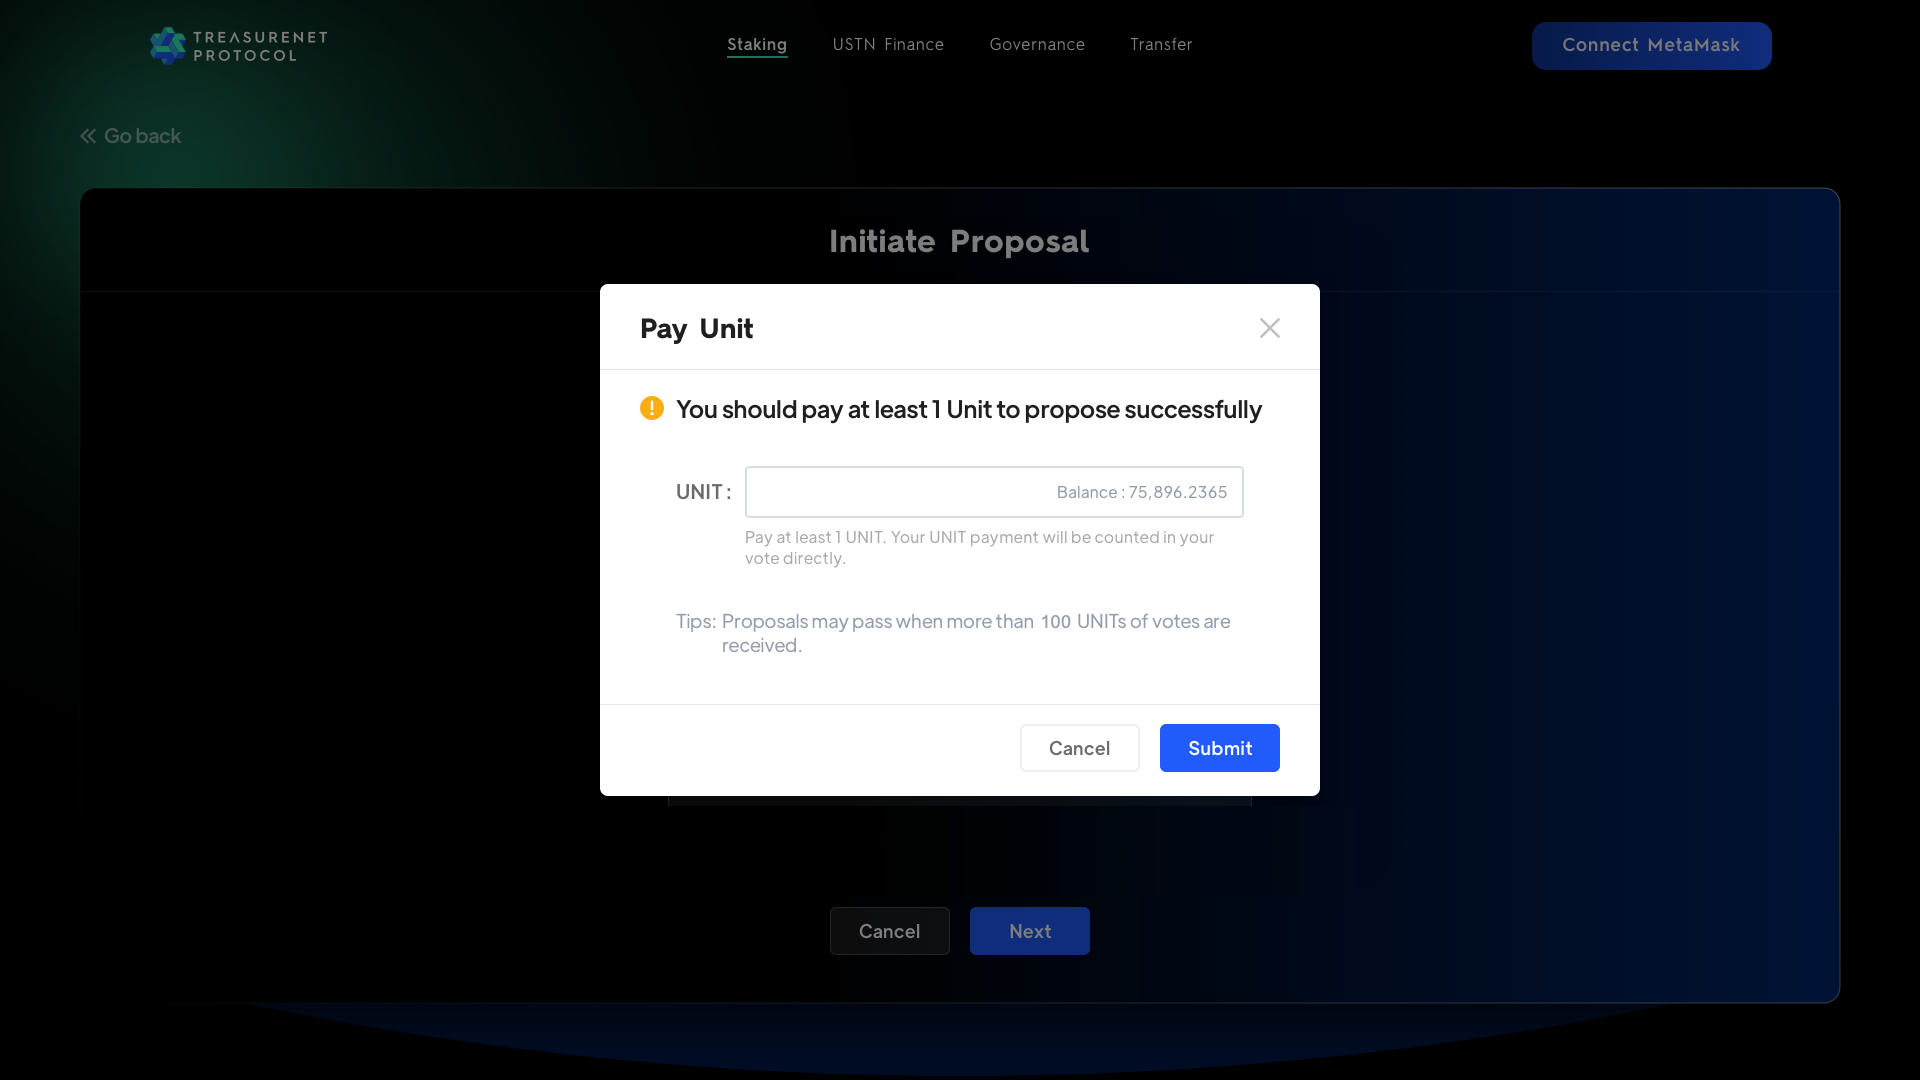 TREASURENET
PROTOCOL
Staking
USTN Finance
Governance
Transfer
Connect MetaMask
Go back
Initiate Proposal
Pay Unit
You should pay at least 1 Unit to propose successfully
UNIT :
Balance : 75,896.2365
Pay at least 1 UNIT. Your UNIT payment will be counted in your
vote directly.
Tips: Proposals may pass when more than 100 UNITs of votes are
received.
Cancel
Submit
Cancel
Next